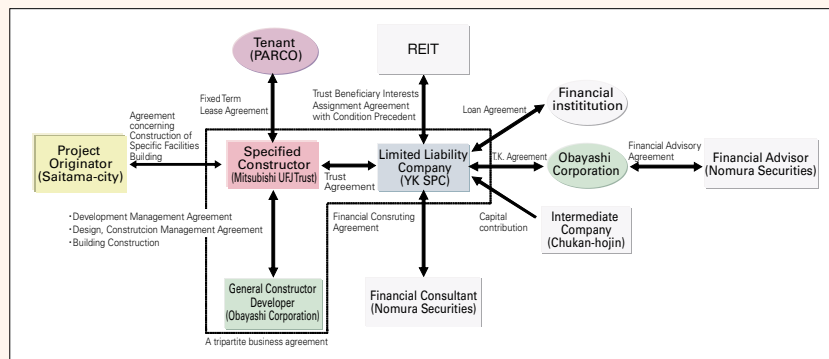 Tenant
(PARCO)
REIT
Fixed Term
Lease Agreement
Trust Beneficiary Interests
Assignment Agreement
with Condition Precedent
Loan Agreement
Financial
instititution
Agreement
concerning
Construction of
Specific Facilities
Building
Project
Originator
(Saitama-city)
Specified
Constructor
(Mitsubishi UFJ Trust)
Trust
Agreement
Limited Liability
Company
(YK SPC)
T.K. Agreement
Obayashi
Corporation
Financial Advisory
Agreement
Financial Advisor
(Nomura Securities)
・Development Management Agreement
・Design, Construtcion Management Agreement
・Building Construction
Financial Consruting
Agreement
Capital
contribution
Intermediate
Company
(Chukan-hojin)
General Constructor
Developer
(Obayashi Corporation)
Financial Consultant
(Nomura Securities)
A tripartite business agreement